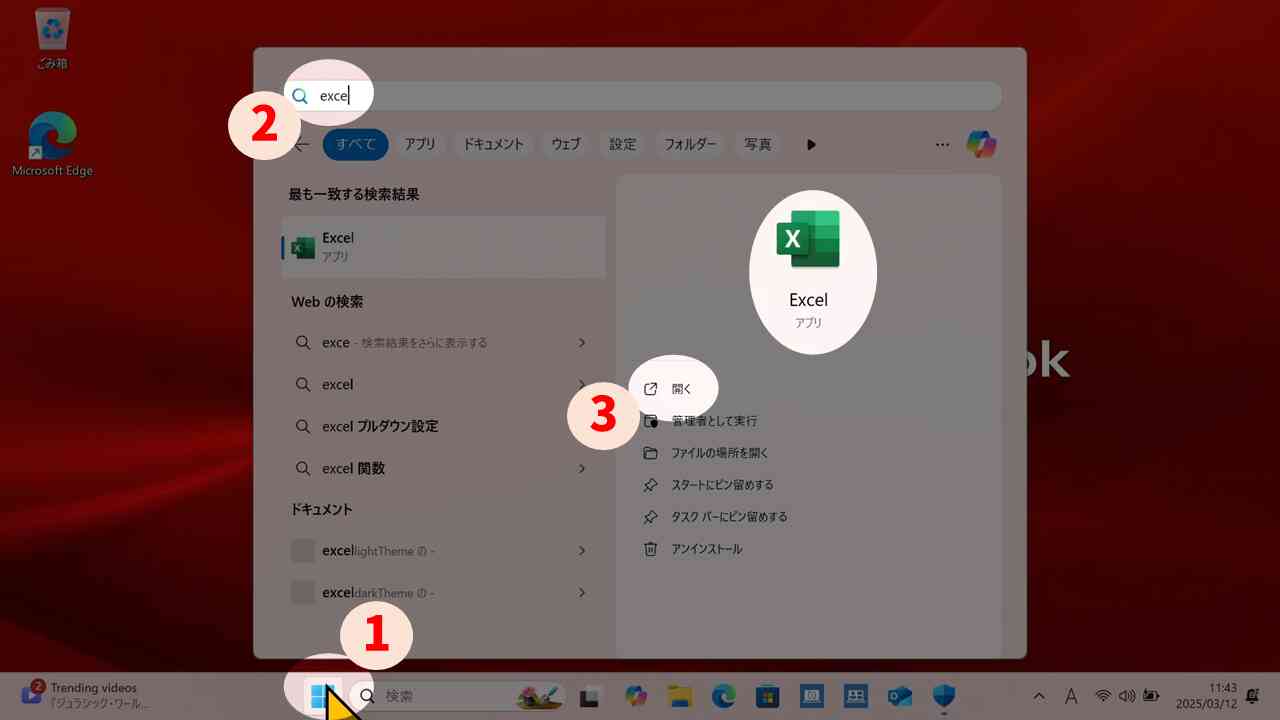 ごみ箱
Microsoft Edge
exce
2
すべて
アプリ
ドキュメント
ウェブ
設定
フォルダー
写真
最も一致する検索結果
Excel
アプリ
Web の検索
exce - 検索結果をさらに表示する
excel
excel プルダウン設定
excel 関数
ドキュメント
excellightTheme の -
exceldarkTheme の -
Excel
アプリ
3
開く
管理者として実行
ファイルの場所を開く
スタートにピン留めする
タスク バーにピン留めする
アンインストール
ok
1
2
Trending videos
「ジュラシック・ワール...
検索
A
11:43
2025/03/12